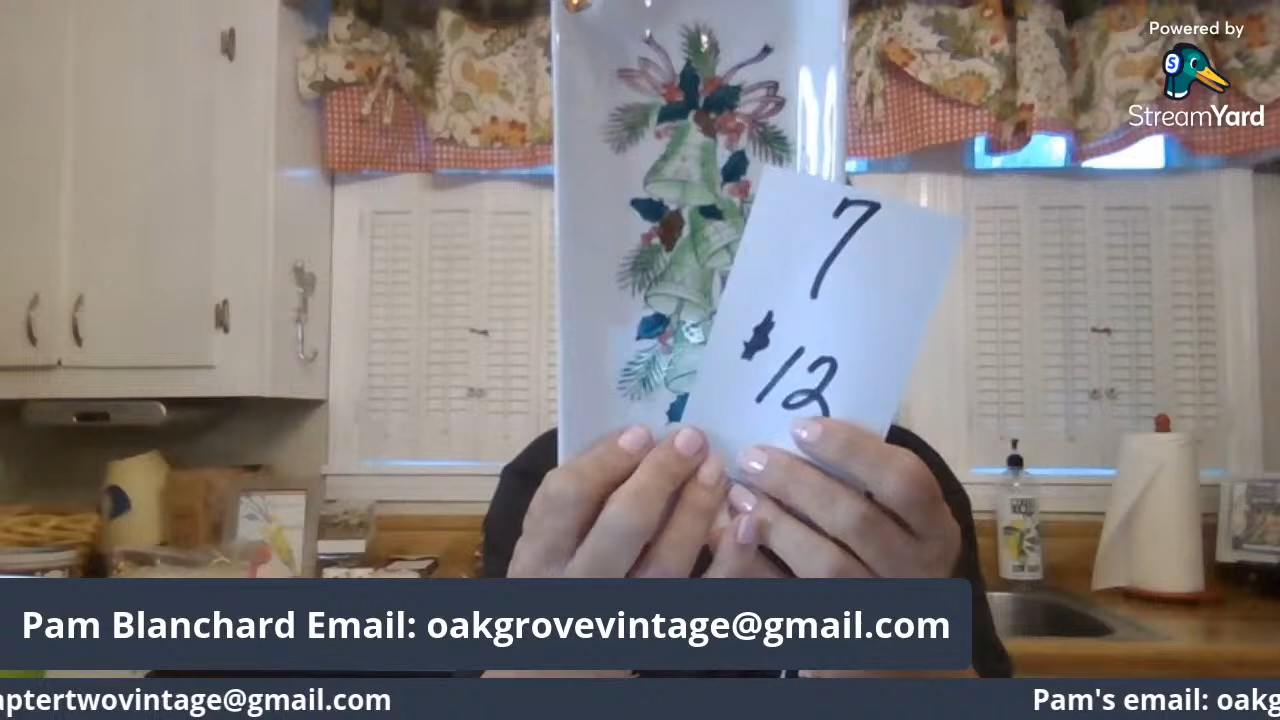 Powered by
StreamYard
7
$12
Pam Blanchard Email: oakgrovevintage@gmail.com
aptertwovintage@gmail.com
Pam's email: oakg